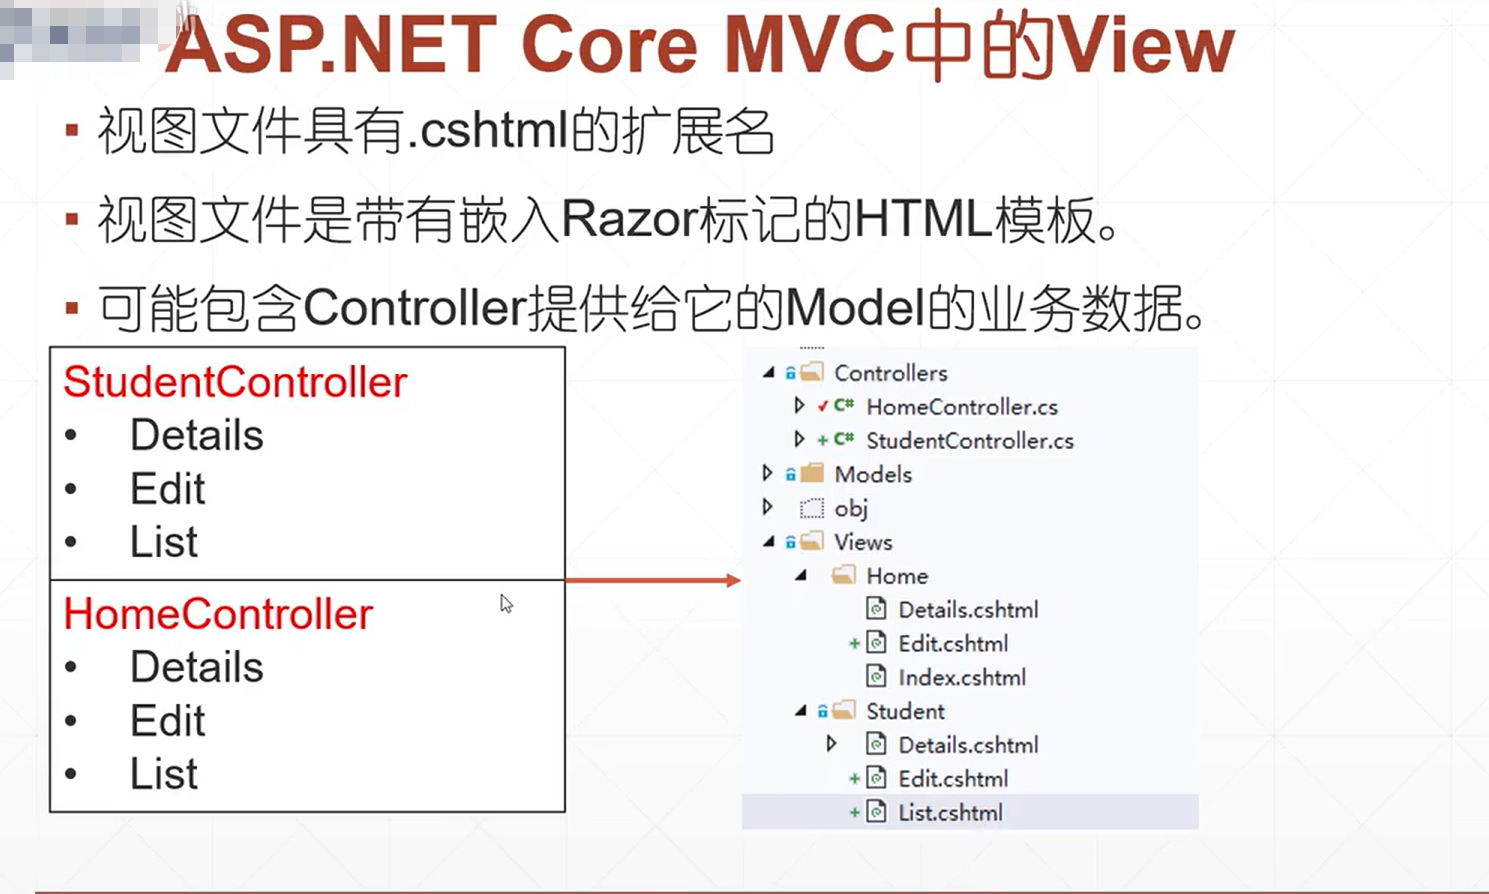 ASP.NET Core MVC中的View
▪ 视图文件具有.cshtml的扩展名
▪ 视图文件是带有嵌入Razor标记的HTML模板。
▪ 可能包含Controller提供给它的Model的业务数据。
StudentController
• Details
• Edit
• List
HomeController
• Details
• Edit
• List
Controllers
C# HomeController.cs
C# StudentController.cs
Models
obj
Views
Home
Details.cshtml
+ Edit.cshtml
Index.cshtml
Student
Details.cshtml
+ Edit.cshtml
+ List.cshtml